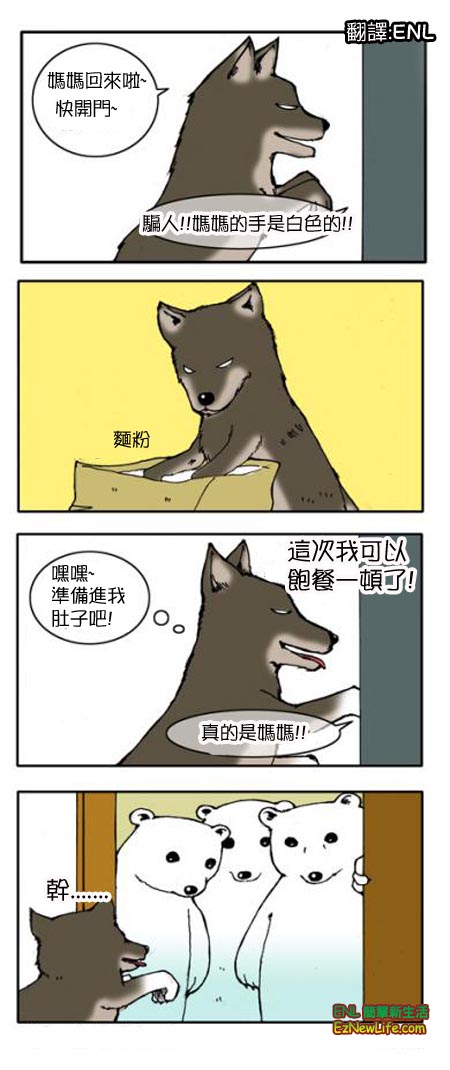 翻譯:ENL
媽媽回來啦~
快開門~
騙人!!媽媽的手是白色的!!
麵粉
嘿嘿~
準備進我
肚子吧!
這次我可以
飽餐一頓了!
真的是媽媽!!
幹.......
ENL 簡單新生活
EzNewLife.com